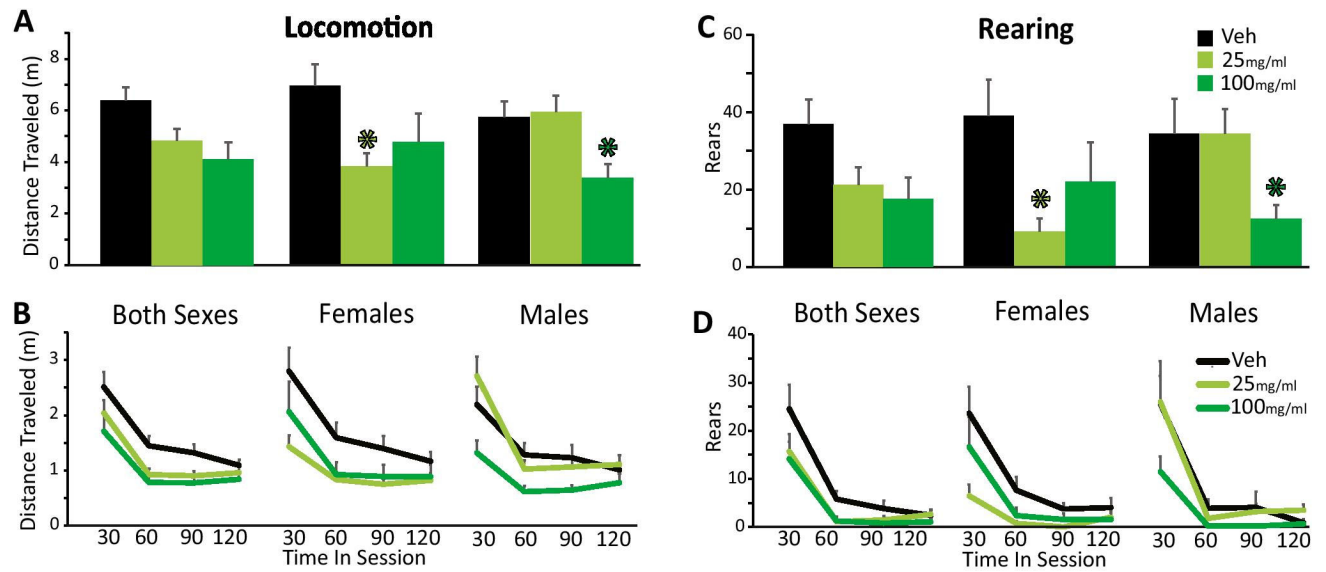 A
Locomotion
Distance Traveled (m)
8
6
4
2
0
C
Rearing
Rears
60
40
20
0
Veh
25mg/ml
100mg/ml
B
Both Sexes
Females
Males
Distance Traveled (m)
3
2
1
0
30 60 90 120
30 60 90 120
30 60 90 120
Time In Session
D
Both Sexes
Females
Males
Rears
40
30
20
10
0
Veh
25mg/ml
100mg/ml
30 60 90 120
30 60 90 120
30 60 90 120
Time In Session